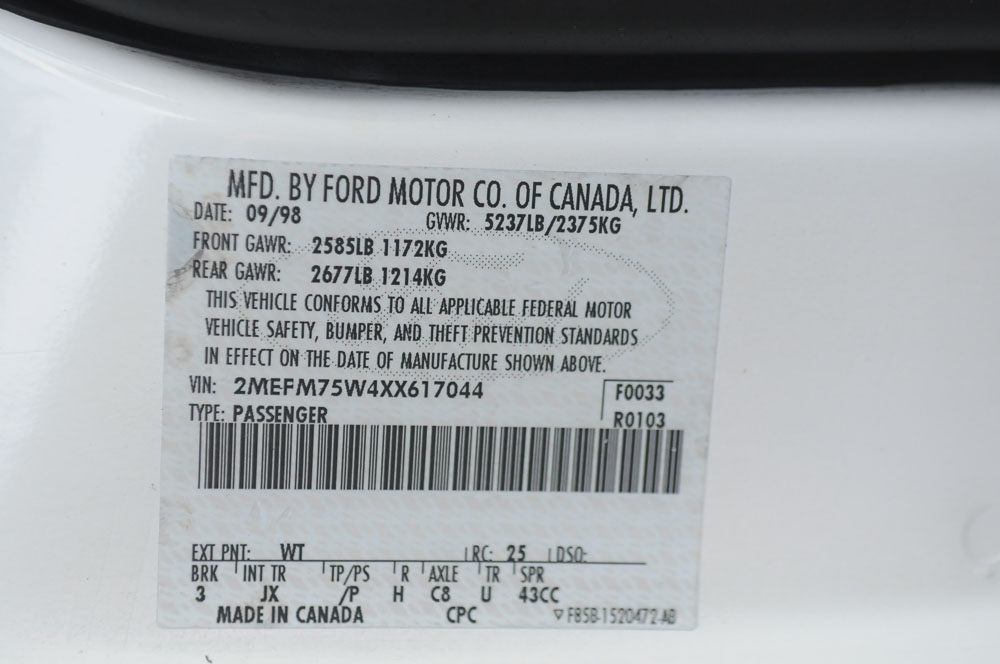 MFD. BY FORD MOTOR CO. OF CANADA, LTD.
DATE: 09/98 GVWR: 5237LB/2375KG
FRONT GAWR: 2585LB 1172KG
REAR GAWR: 2677LB 1214KG
THIS VEHICLE CONFORMS TO ALL APPLICABLE FEDERAL MOTOR
VEHICLE SAFETY, BUMPER, AND THEFT PREVENTION STANDARDS
IN EFFECT ON THE DATE OF MANUFACTURE SHOWN ABOVE.
VIN: 2MEFM75W4XX617044 F0033
TYPE: PASSENGER R0103
EXT PNT: WT RC: 25 DSO:
BRK INT TR TP/PS R AXLE TR SPR
3 JX /P H C8 U 43CC
MADE IN CANADA CPC F85B-1520472-AB